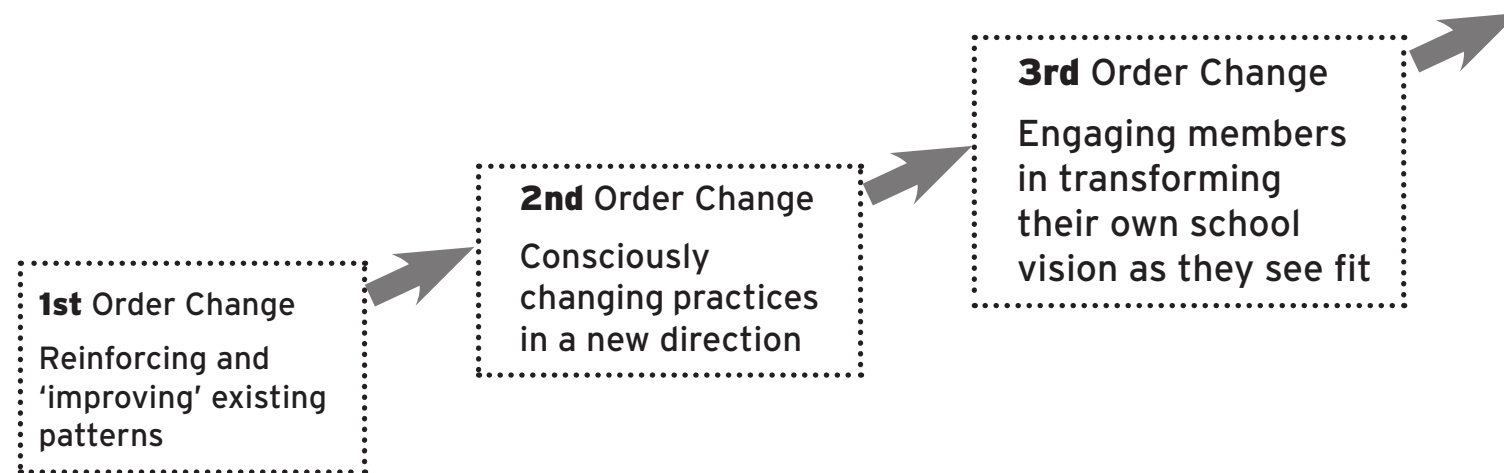 1st Order Change
Reinforcing and
‘improving’ existing
patterns
2nd Order Change
Consciously
changing practices
in a new direction
3rd Order Change
Engaging members
in transforming
their own school
vision as they see fit